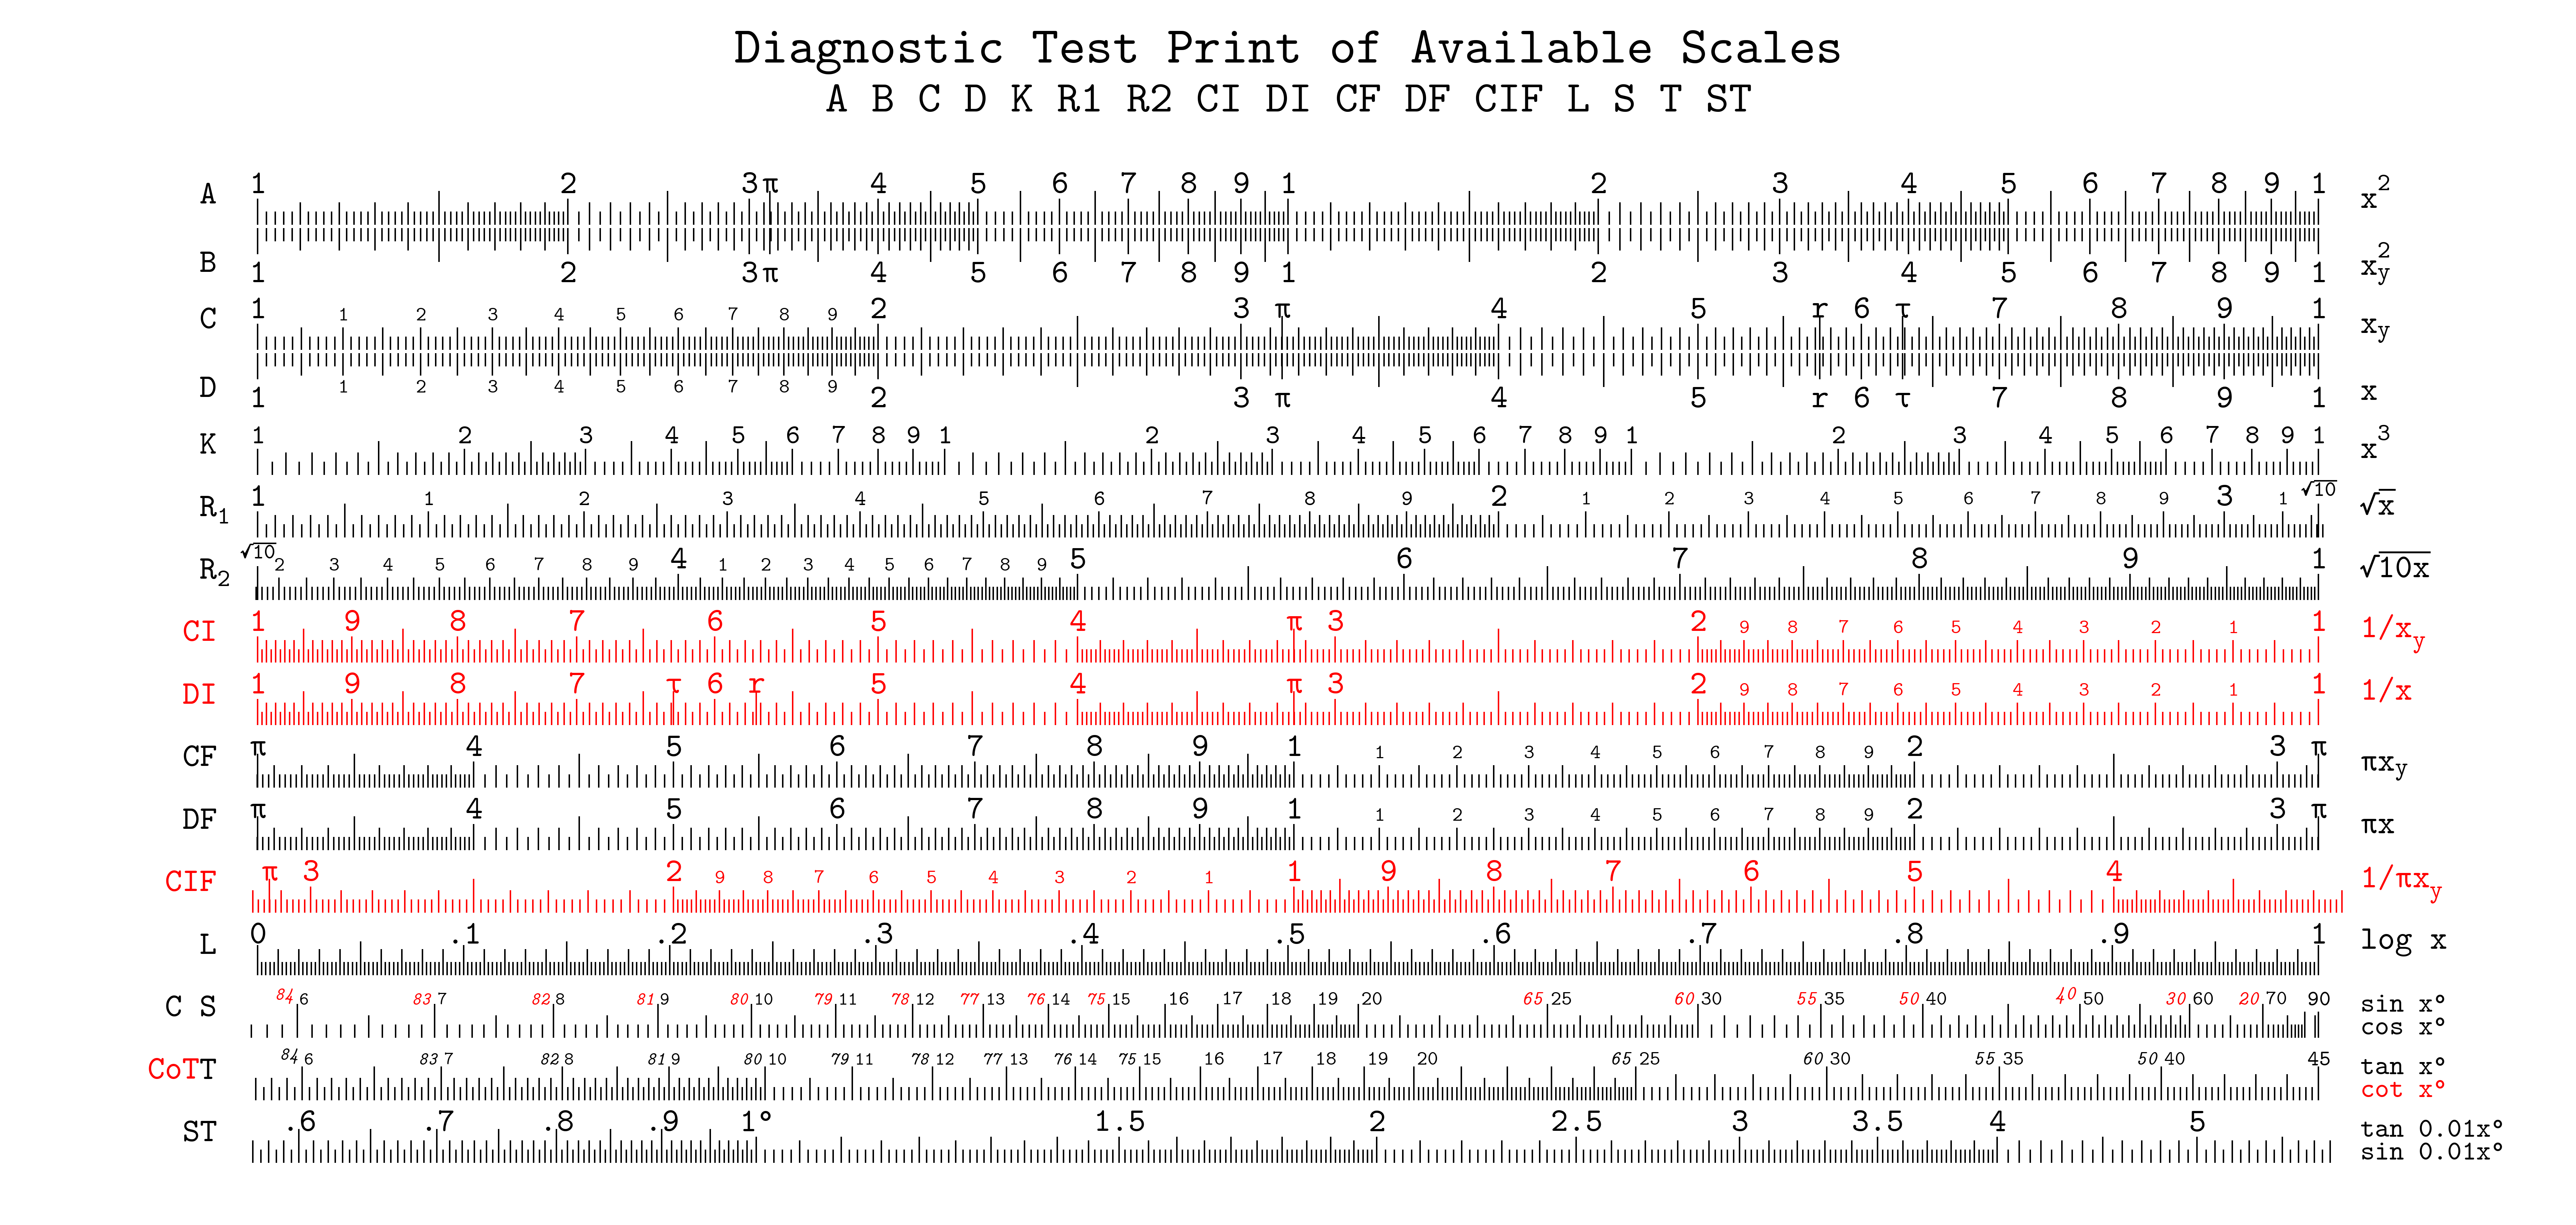 Diagnostic Test Print of Available Scales
A B C D K R1 R2 CI DI CF DF CIF L S T ST
A 1 2 3 π 4 5 6 7 8 9 1 2 3 4 5 6 7 8 9 1 x²
B 1 2 3 π 4 5 6 7 8 9 1 2 3 4 5 6 7 8 9 1 x²y
C 1 1 2 3 4 5 6 7 8 9 2 3 π 4 5 r 6 τ 7 8 9 1 xy
D 1 1 2 3 4 5 6 7 8 9 2 3 π 4 5 r 6 τ 7 8 9 1 x
K 1 2 3 4 5 6 7 8 9 1 2 3 4 5 6 7 8 9 1 2 3 4 5 6 7 8 9 1 x³
R₁ 1 1 2 3 4 5 6 7 8 9 2 1 2 3 4 5 6 7 8 9 3 1 √10 √x
R₂ √10 2 3 4 5 6 7 8 9 4 1 2 3 4 5 6 7 8 9 5 6 7 8 9 1 √10x
CI 1 9 8 7 6 5 4 π 3 2 9 8 7 6 5 4 3 2 1 1 1/xy
DI 1 9 8 7 τ 6 r 5 4 π 3 2 9 8 7 6 5 4 3 2 1 1 1/x
CF π 4 5 6 7 8 9 1 1 2 3 4 5 6 7 8 9 2 3 π πxy
DF π 4 5 6 7 8 9 1 1 2 3 4 5 6 7 8 9 2 3 π πx
CIF π 3 2 9 8 7 6 5 4 3 2 1 1 9 8 7 6 5 4 1/πxy
L 0 .1 .2 .3 .4 .5 .6 .7 .8 .9 1 log x
C S 84 6 83 7 82 8 81 9 80 10 79 11 78 12 77 13 76 14 75 15 16 17 18 19 20 65 25 60 30 55 35 50 40 40 50 30 60 20 70 90 sin x°
cos x°
CoTT 84 6 83 7 82 8 81 9 80 10 79 11 78 12 77 13 76 14 75 15 16 17 18 19 20 65 25 60 30 55 35 50 40 45 tan x°
cot x°
ST .6 .7 .8 .9 1° 1.5 2 2.5 3 3.5 4 5 tan 0.01x°
sin 0.01x°